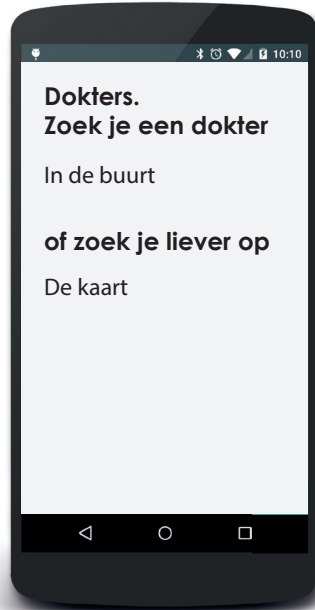 10:10
Dokters.
Zoek je een dokter
In de buurt
of zoek je liever op
De kaart